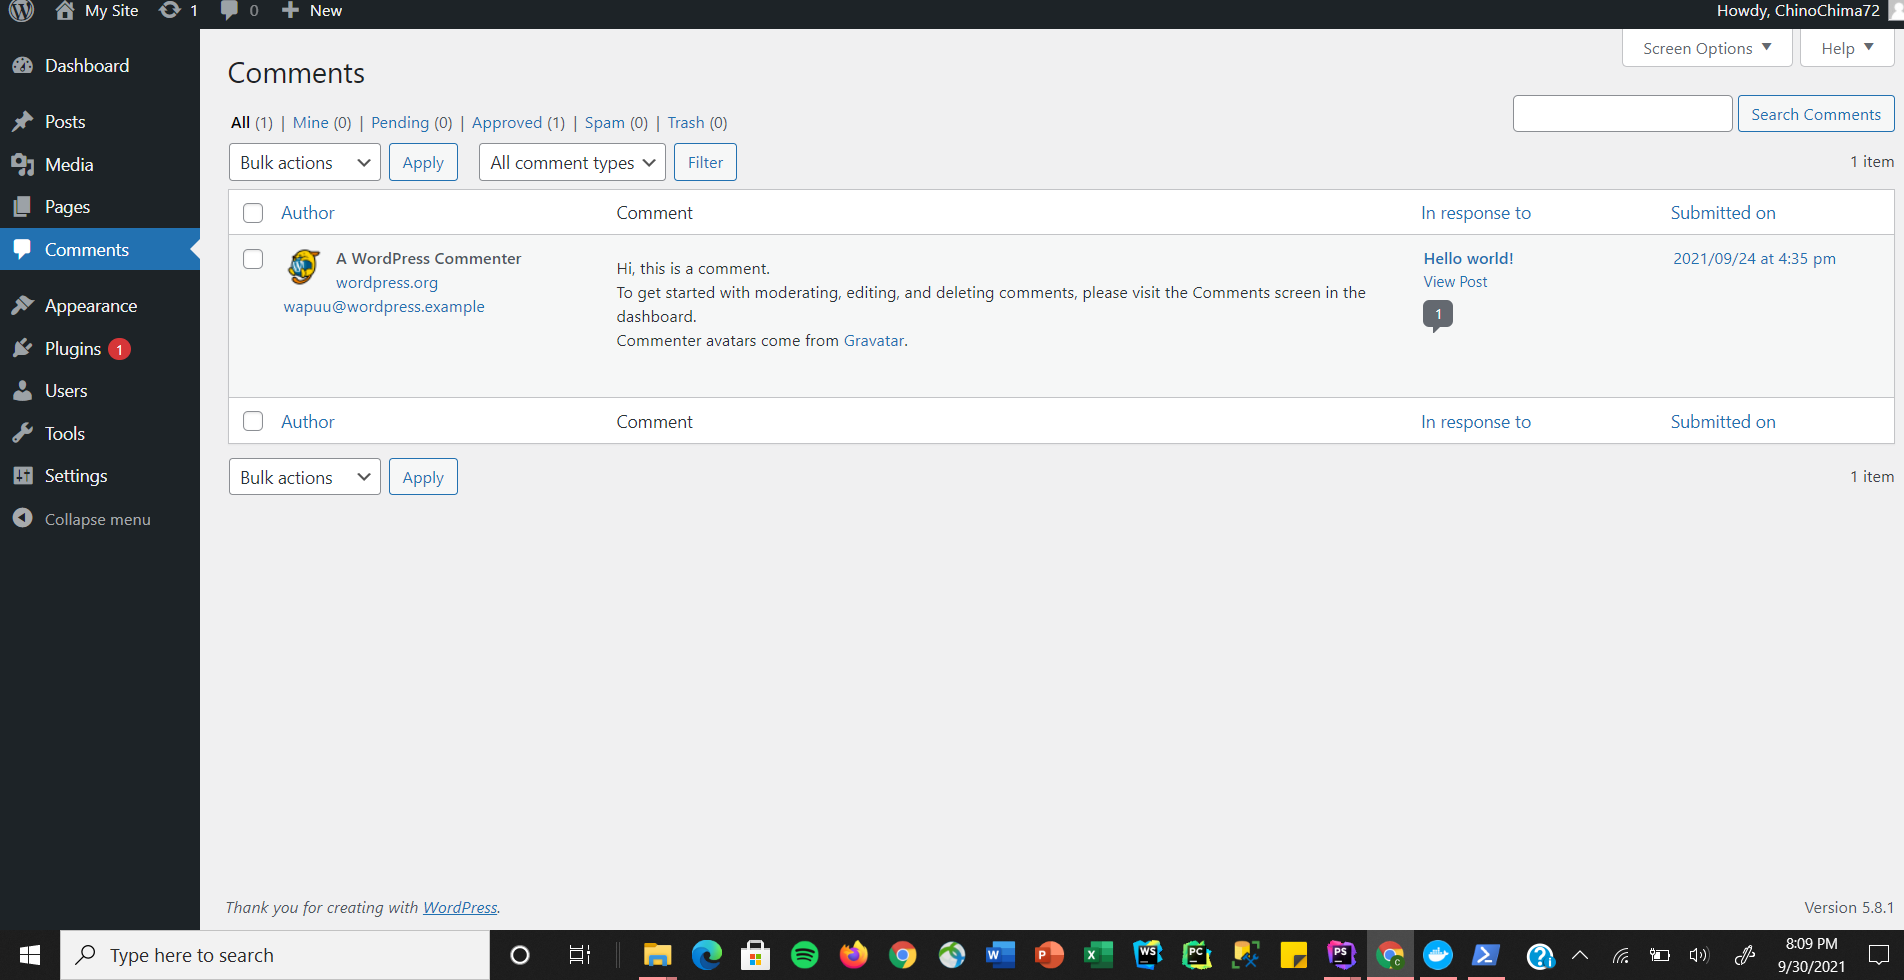 My Site 1 0 New Howdy, ChinoChima72
Dashboard
Posts
Media
Pages
Comments
Appearance
Plugins 1
Users
Tools
Settings
Collapse menu
Screen Options Help
Comments
All (1) | Mine (0) | Pending (0) | Approved (1) | Spam (0) | Trash (0)
Search Comments
Bulk actions Apply All comment types Filter 1 item
Author Comment In response to Submitted on
A WordPress Commenter
wordpress.org
wapuu@wordpress.example
Hi, this is a comment.
To get started with moderating, editing, and deleting comments, please visit the Comments screen in the
dashboard.
Commenter avatars come from Gravatar.
Hello world!
View Post
1
2021/09/24 at 4:35 pm
Author Comment In response to Submitted on
Bulk actions Apply 1 item
Thank you for creating with WordPress. Version 5.8.1
Type here to search
W P X WS PC PS C
8:09 PM
9/30/2021